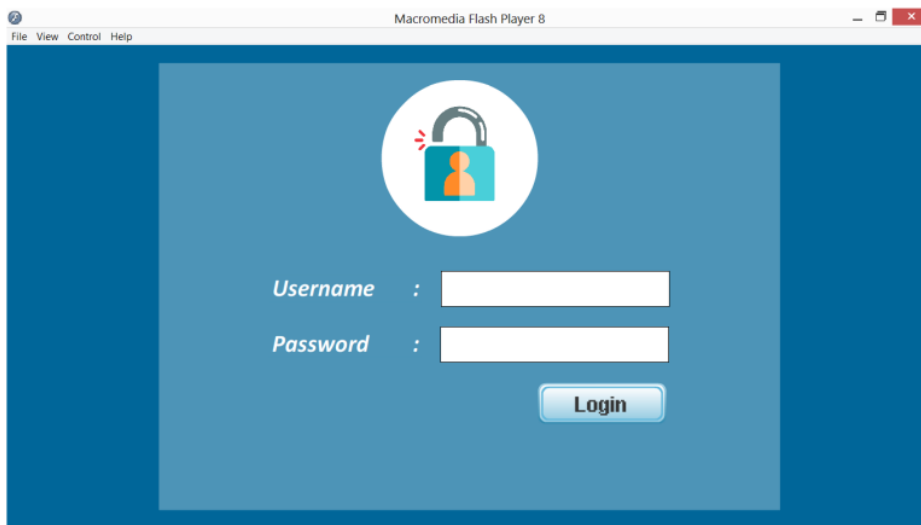 Macromedia Flash Player 8
File View Control Help
Username :
Password :
Login